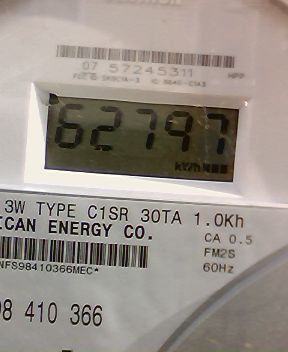 07 57245311 HPP
62797
kWh
3W TYPE C1SR 30TA 1.0Kh
ICAN ENERGY CO.
CA 0.5
FM2S
60Hz
NFS98410366MEC*
98 410 366